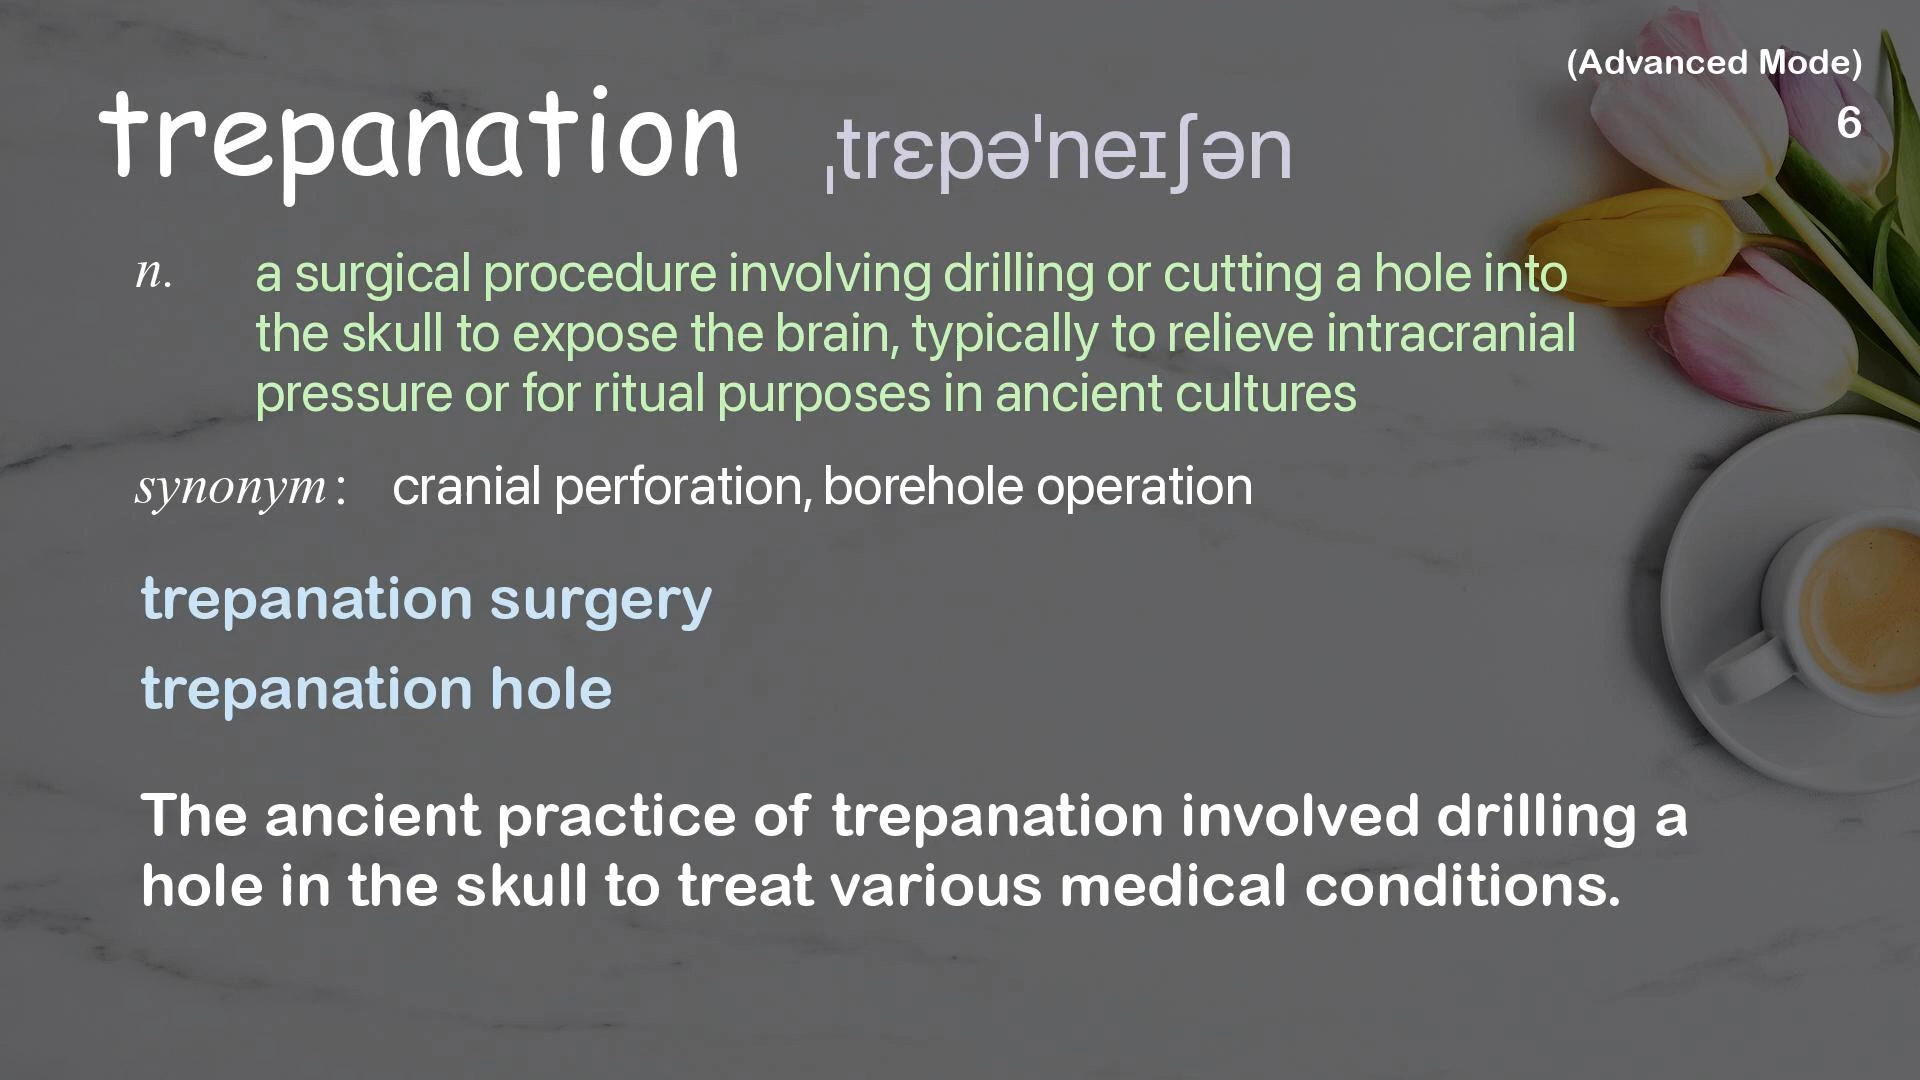 (Advanced Mode)
trepanation ˌtrɛpəˈneɪʃən
6
n. a surgical procedure involving drilling or cutting a hole into
the skull to expose the brain, typically to relieve intracranial
pressure or for ritual purposes in ancient cultures
synonym: cranial perforation, borehole operation
trepanation surgery
trepanation hole
The ancient practice of trepanation involved drilling a
hole in the skull to treat various medical conditions.